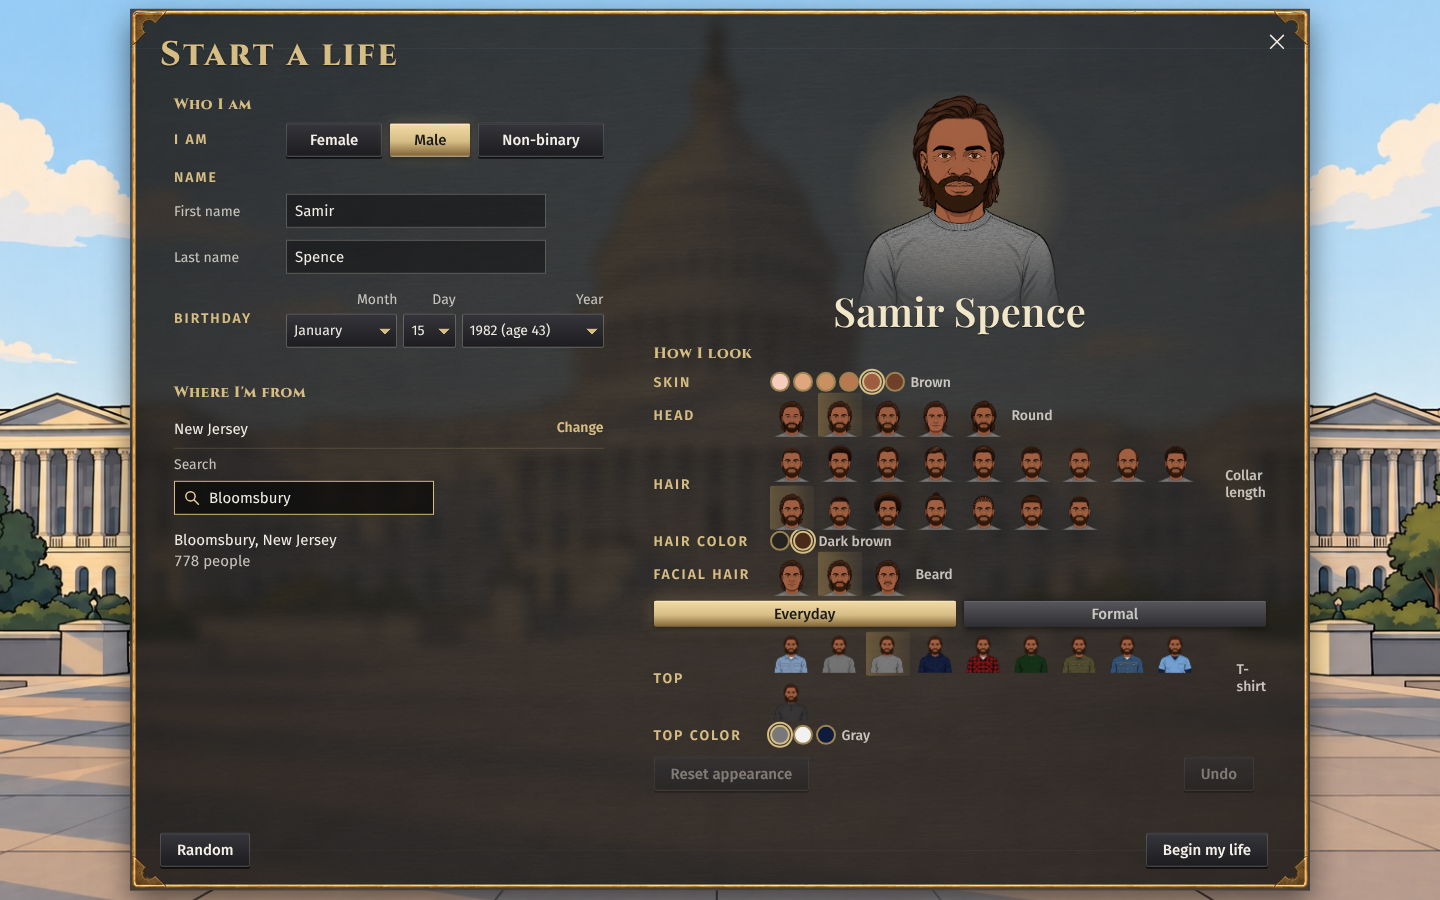 Start a life
Who I am
I AM
Female
Male
Non-binary
NAME
First name
Samir
Last name
Spence
BIRTHDAY
Month
Day
Year
January
15
1982 (age 43)
Where I'm from
New Jersey
Change
Search
Bloomsbury
Bloomsbury, New Jersey
778 people
Samir Spence
How I look
SKIN
Brown
HEAD
Round
HAIR
Collar
length
HAIR COLOR
Dark brown
FACIAL HAIR
Beard
Everyday
Formal
TOP
T-
shirt
TOP COLOR
Gray
Reset appearance
Undo
Random
Begin my life